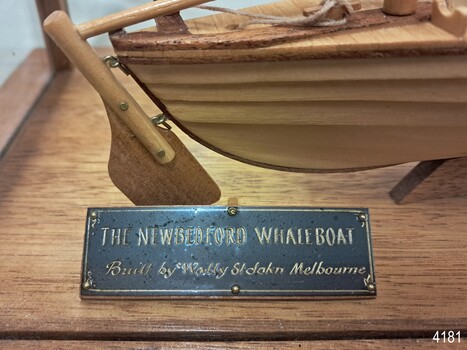 THE NEWBEDFORD WHALEBOAT
Built by Wally St John Melbourne
4181